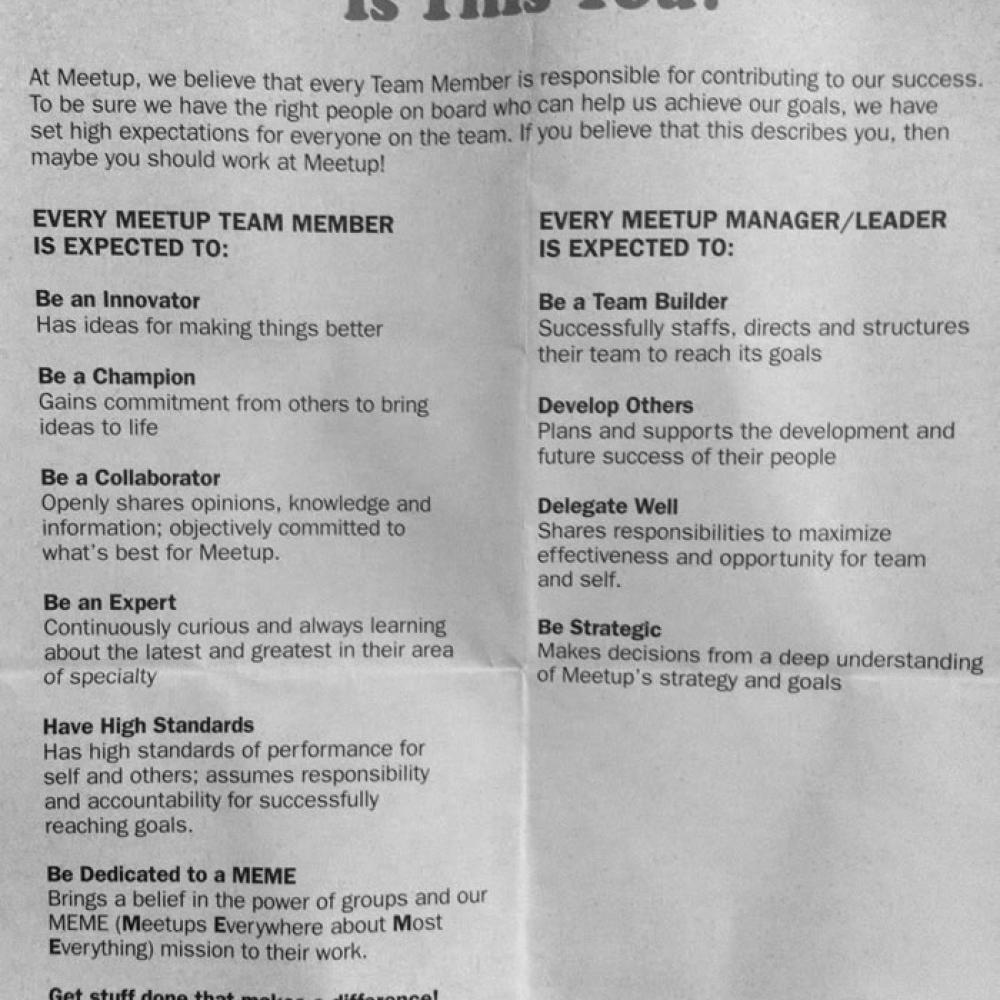 Is This You?
At Meetup, we believe that every Team Member is responsible for contributing to our success.
To be sure we have the right people on board who can help us achieve our goals, we have
set high expectations for everyone on the team. If you believe that this describes you, then
maybe you should work at Meetup!
EVERY MEETUP TEAM MEMBER
IS EXPECTED TO:
Be an Innovator
Has ideas for making things better
Be a Champion
Gains commitment from others to bring
ideas to life
Be a Collaborator
Openly shares opinions, knowledge and
information; objectively committed to
what's best for Meetup.
Be an Expert
Continuously curious and always learning
about the latest and greatest in their area
of specialty
Have High Standards
Has high standards of performance for
self and others; assumes responsibility
and accountability for successfully
reaching goals.
Be Dedicated to a MEME
Brings a belief in the power of groups and our
MEME (Meetups Everywhere about Most
Everything) mission to their work.
Get stuff done that makes a difference!
EVERY MEETUP MANAGER/LEADER
IS EXPECTED TO:
Be a Team Builder
Successfully staffs, directs and structures
their team to reach its goals
Develop Others
Plans and supports the development and
future success of their people
Delegate Well
Shares responsibilities to maximize
effectiveness and opportunity for team
and self.
Be Strategic
Makes decisions from a deep understanding
of Meetup's strategy and goals